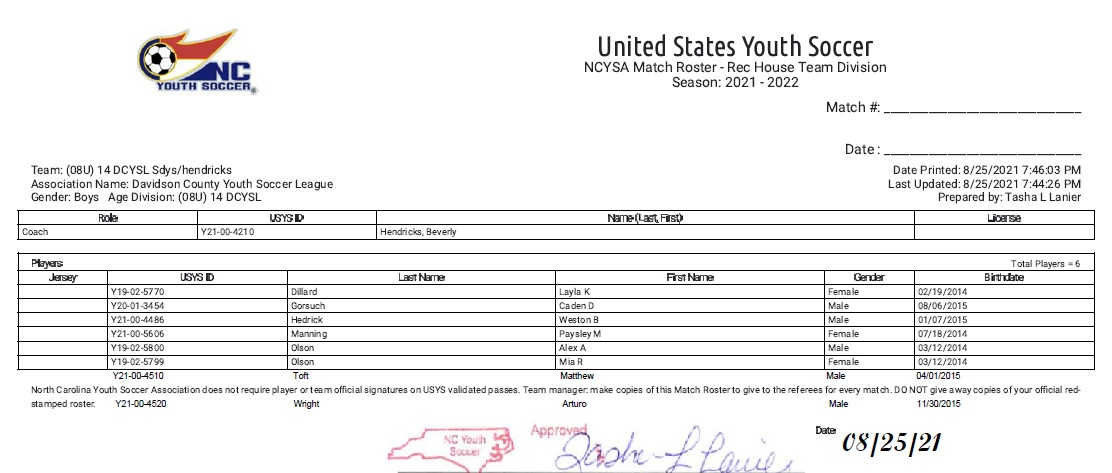 NC
YOUTH SOCCER
United States Youth Soccer
NCYSA Match Roster - Rec House Team Division
Season: 2021 - 2022
Match #: ____________________________
Date : ____________________________
Team: (08U) 14 DCYSL Sdys/hendricks
Association Name: Davidson County Youth Soccer League
Gender: Boys Age Division: (08U) 14 DCYSL
Date Printed: 8/25/2021 7:46:03 PM
Last Updated: 8/25/2021 7:44:26 PM
Prepared by: Tasha L Lanier
Role USYS ID Name (Last, First) License
Coach Y21-00-4210 Hendricks, Beverly
Players: Total Players = 6
Jersey USYS ID Last Name First Name Gender Birthdate
Y19-02-5770 Dillard Layla K Female 02/19/2014
Y20-01-3454 Gorsuch Caden D Male 08/06/2015
Y21-00-4486 Hedrick Weston B Male 01/07/2015
Y21-00-5606 Manning Paysley M Female 07/18/2014
Y19-02-5800 Olson Alex A Male 03/12/2014
Y19-02-5799 Olson Mia R Female 03/12/2014
Y21-00-4510 Toft Matthew Male 04/01/2015
North Carolina Youth Soccer Association does not require player or team official signatures on USYS validated passes. Team manager: make copies of this Match Roster to give to the referees for every match. DO NOT give away copies of your official red-
stamped roster. Y21-00-4520 Wright Arturo Male 11/30/2015
NC Youth
Soccer
Approved
Tasha L Lanier
Date: 08/25/21